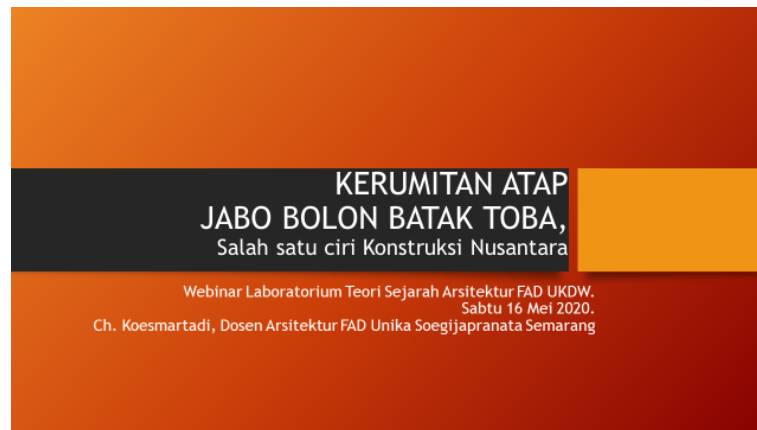 KERUMITAN ATAP
JABO BOLON BATAK TOBA,
Salah satu ciri Konstruksi Nusantara
Webinar Laboratorium Teori Sejarah Arsitektur FAD UKDW.
Sabtu 16 Mei 2020.
Ch. Koesmartadi, Dosen Arsitektur FAD Unika Soegijapranata Semarang